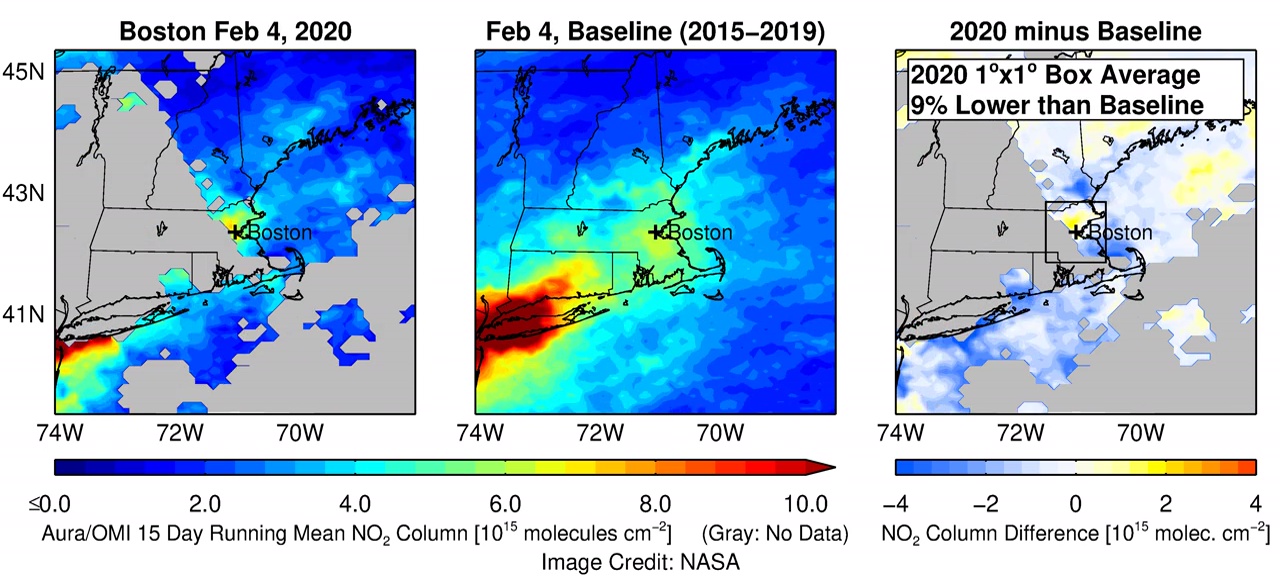 Boston Feb 4, 2020
Feb 4, Baseline (2015−2019)
2020 minus Baseline
2020 1°x1° Box Average
9% Lower than Baseline
45N
43N
41N
Boston
Boston
Boston
74W 72W 70W
74W 72W 70W
74W 72W 70W
≤0.0 2.0 4.0 6.0 8.0 10.0
−4 −2 0 2 4
Aura/OMI 15 Day Running Mean NO₂ Column [10¹⁵ molecules cm⁻²] (Gray: No Data)
NO₂ Column Difference [10¹⁵ molec. cm⁻²]
Image Credit: NASA